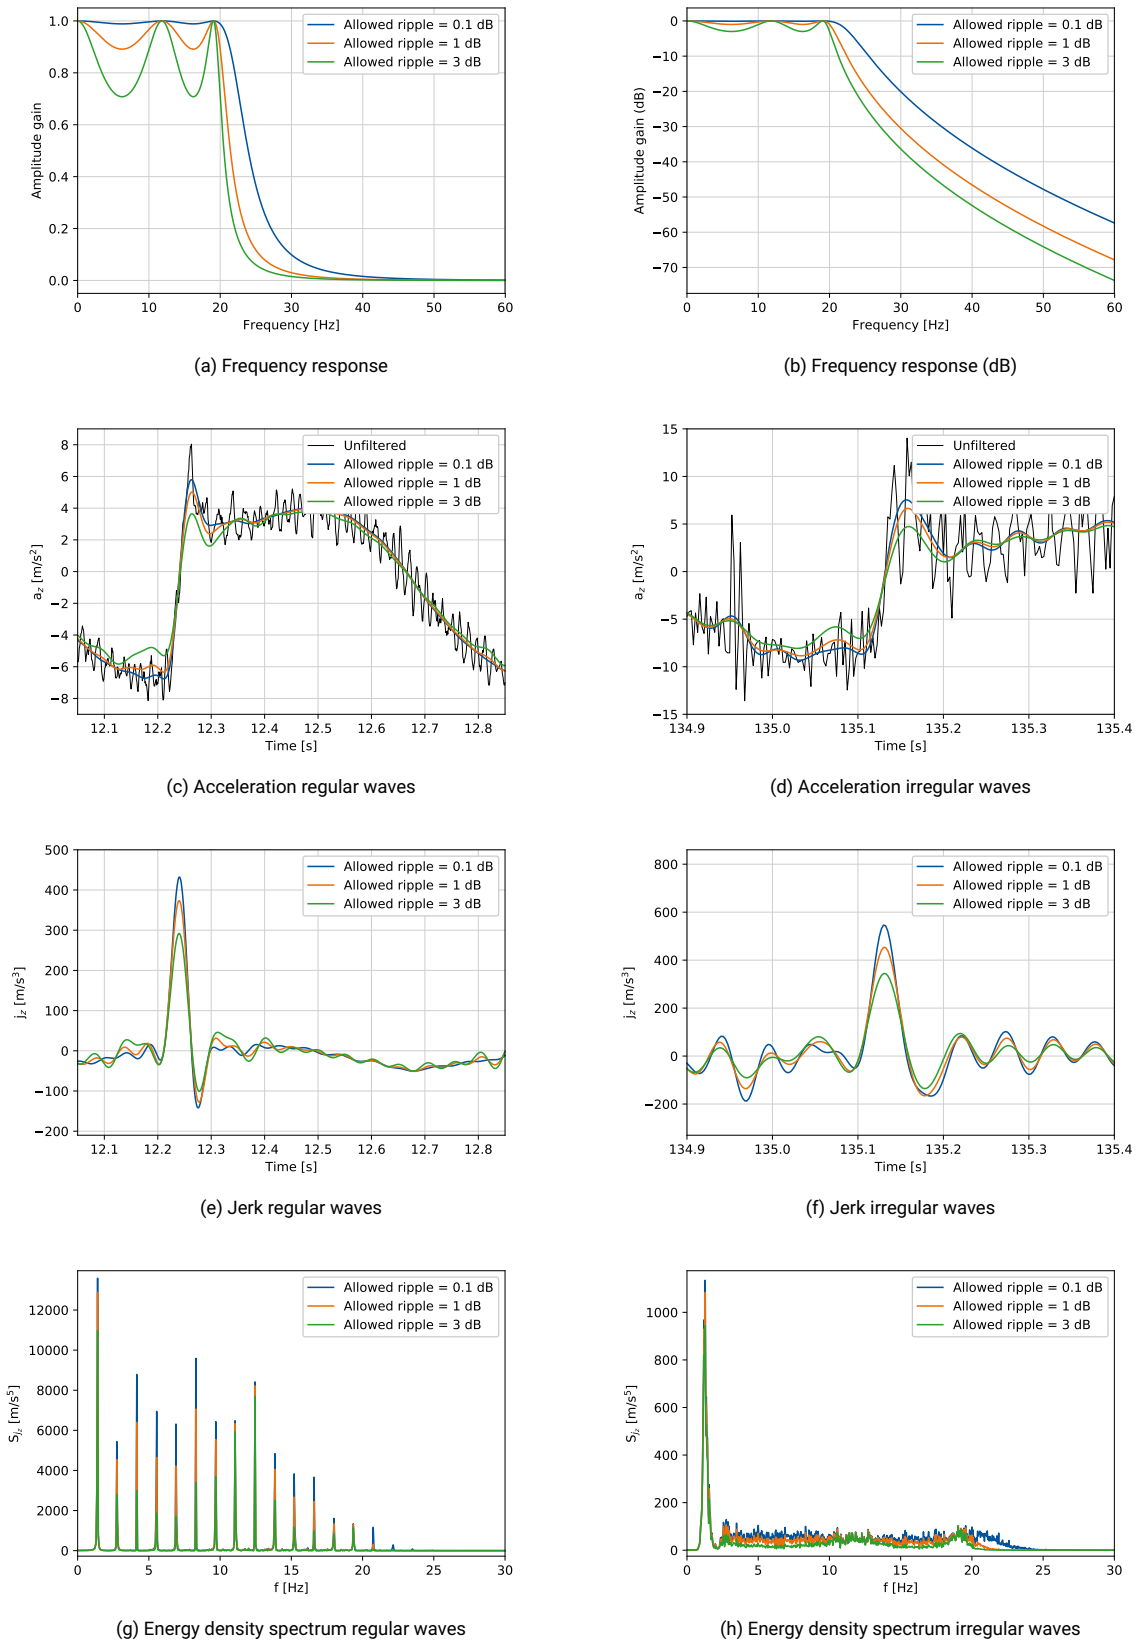 1.0
0.8
0.6
0.4
0.2
0.0
Amplitude gain
0 10 20 30 40 50 60
Frequency [Hz]
Allowed ripple = 0.1 dB
Allowed ripple = 1 dB
Allowed ripple = 3 dB
(a) Frequency response
0
−10
−20
−30
−40
−50
−60
−70
Amplitude gain (dB)
0 10 20 30 40 50 60
Frequency [Hz]
Allowed ripple = 0.1 dB
Allowed ripple = 1 dB
Allowed ripple = 3 dB
(b) Frequency response (dB)
8
6
4
2
0
−2
−4
−6
−8
a_z [m/s²]
12.1 12.2 12.3 12.4 12.5 12.6 12.7 12.8
Time [s]
Unfiltered
Allowed ripple = 0.1 dB
Allowed ripple = 1 dB
Allowed ripple = 3 dB
(c) Acceleration regular waves
15
10
5
0
−5
−10
−15
a_z [m/s²]
134.9 135.0 135.1 135.2 135.3 135.4
Time [s]
Unfiltered
Allowed ripple = 0.1 dB
Allowed ripple = 1 dB
Allowed ripple = 3 dB
(d) Acceleration irregular waves
500
400
300
200
100
0
−100
−200
j_z [m/s³]
12.1 12.2 12.3 12.4 12.5 12.6 12.7 12.8
Time [s]
Allowed ripple = 0.1 dB
Allowed ripple = 1 dB
Allowed ripple = 3 dB
(e) Jerk regular waves
800
600
400
200
0
−200
j_z [m/s³]
134.9 135.0 135.1 135.2 135.3 135.4
Time [s]
Allowed ripple = 0.1 dB
Allowed ripple = 1 dB
Allowed ripple = 3 dB
(f) Jerk irregular waves
12000
10000
8000
6000
4000
2000
0
S_{j_z} [m/s⁵]
0 5 10 15 20 25 30
f [Hz]
Allowed ripple = 0.1 dB
Allowed ripple = 1 dB
Allowed ripple = 3 dB
(g) Energy density spectrum regular waves
1000
800
600
400
200
0
S_{j_z} [m/s⁵]
0 5 10 15 20 25 30
f [Hz]
Allowed ripple = 0.1 dB
Allowed ripple = 1 dB
Allowed ripple = 3 dB
(h) Energy density spectrum irregular waves